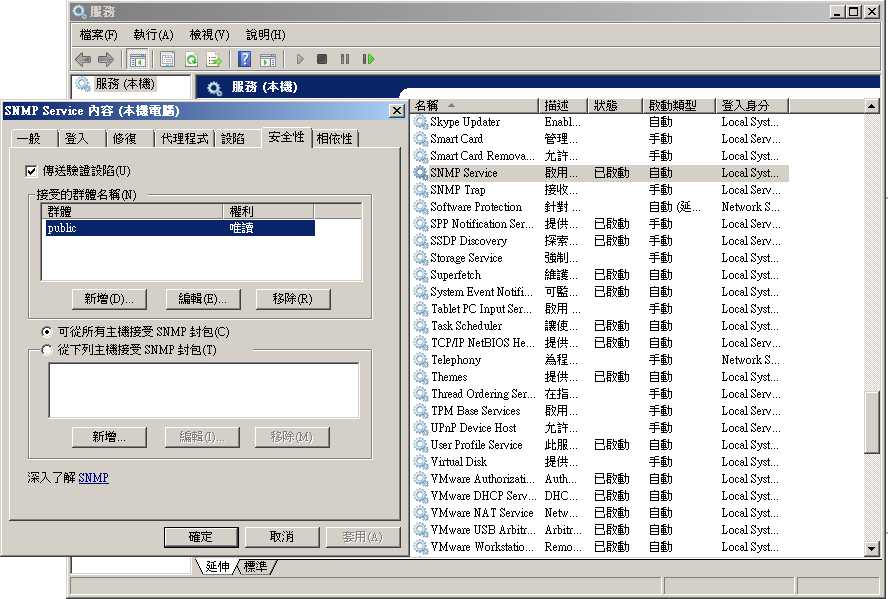 服務
檔案(F) 執行(A) 檢視(V) 說明(H)
服務 (本機)
服務 (本機)
SNMP Service 內容 (本機電腦)
一般 登入 修復 代理程式 設陷 安全性 相依性
傳送驗證設陷(U)
接受的群體名稱(N)
群體 權利
public 唯讀
新增(D)... 編輯(E)... 移除(R)
可從所有主機接受 SNMP 封包(C)
從下列主機接受 SNMP 封包(T)
新增... 編輯(I)... 移除(M)
深入了解 SNMP
確定 取消 套用(A)
名稱 描述 狀態 啟動類型 登入身分
Skype Updater Enabl... 自動 Local Syst...
Smart Card 管理... 手動 Local Serv...
Smart Card Remova... 允許... 手動 Local Syst...
SNMP Service 啟用... 已啟動 自動 Local Syst...
SNMP Trap 接收... 手動 Local Serv...
Software Protection 針對 ... 自動 (延... Network S...
SPP Notification Ser... 提供... 已啟動 手動 Local Serv...
SSDP Discovery 探索... 已啟動 手動 Local Serv...
Storage Service 強制... 手動 Local Syst...
Superfetch 維護... 已啟動 自動 Local Syst...
System Event Notifi... 可監... 已啟動 自動 Local Syst...
Tablet PC Input Ser... 啟用 ... 手動 Local Syst...
Task Scheduler 讓使... 已啟動 自動 Local Syst...
TCP/IP NetBIOS He... 提供... 已啟動 自動 Local Serv...
Telephony 為程... 手動 Network S...
Themes 提供... 已啟動 自動 Local Syst...
Thread Ordering Ser... 在指... 手動 Local Serv...
TPM Base Services 啟用... 手動 Local Serv...
UPnP Device Host 允許... 手動 Local Serv...
User Profile Service 此服... 已啟動 自動 Local Syst...
Virtual Disk 提供... 手動 Local Syst...
VMware Authorizati... Auth... 已啟動 自動 Local Syst...
VMware DHCP Serv... DHC... 已啟動 自動 Local Syst...
VMware NAT Service Netw... 已啟動 自動 Local Syst...
VMware USB Arbitr... Arbitr... 已啟動 自動 Local Syst...
VMware Workstatio... Remo... 已啟動 自動 Local Syst...
延伸 標準